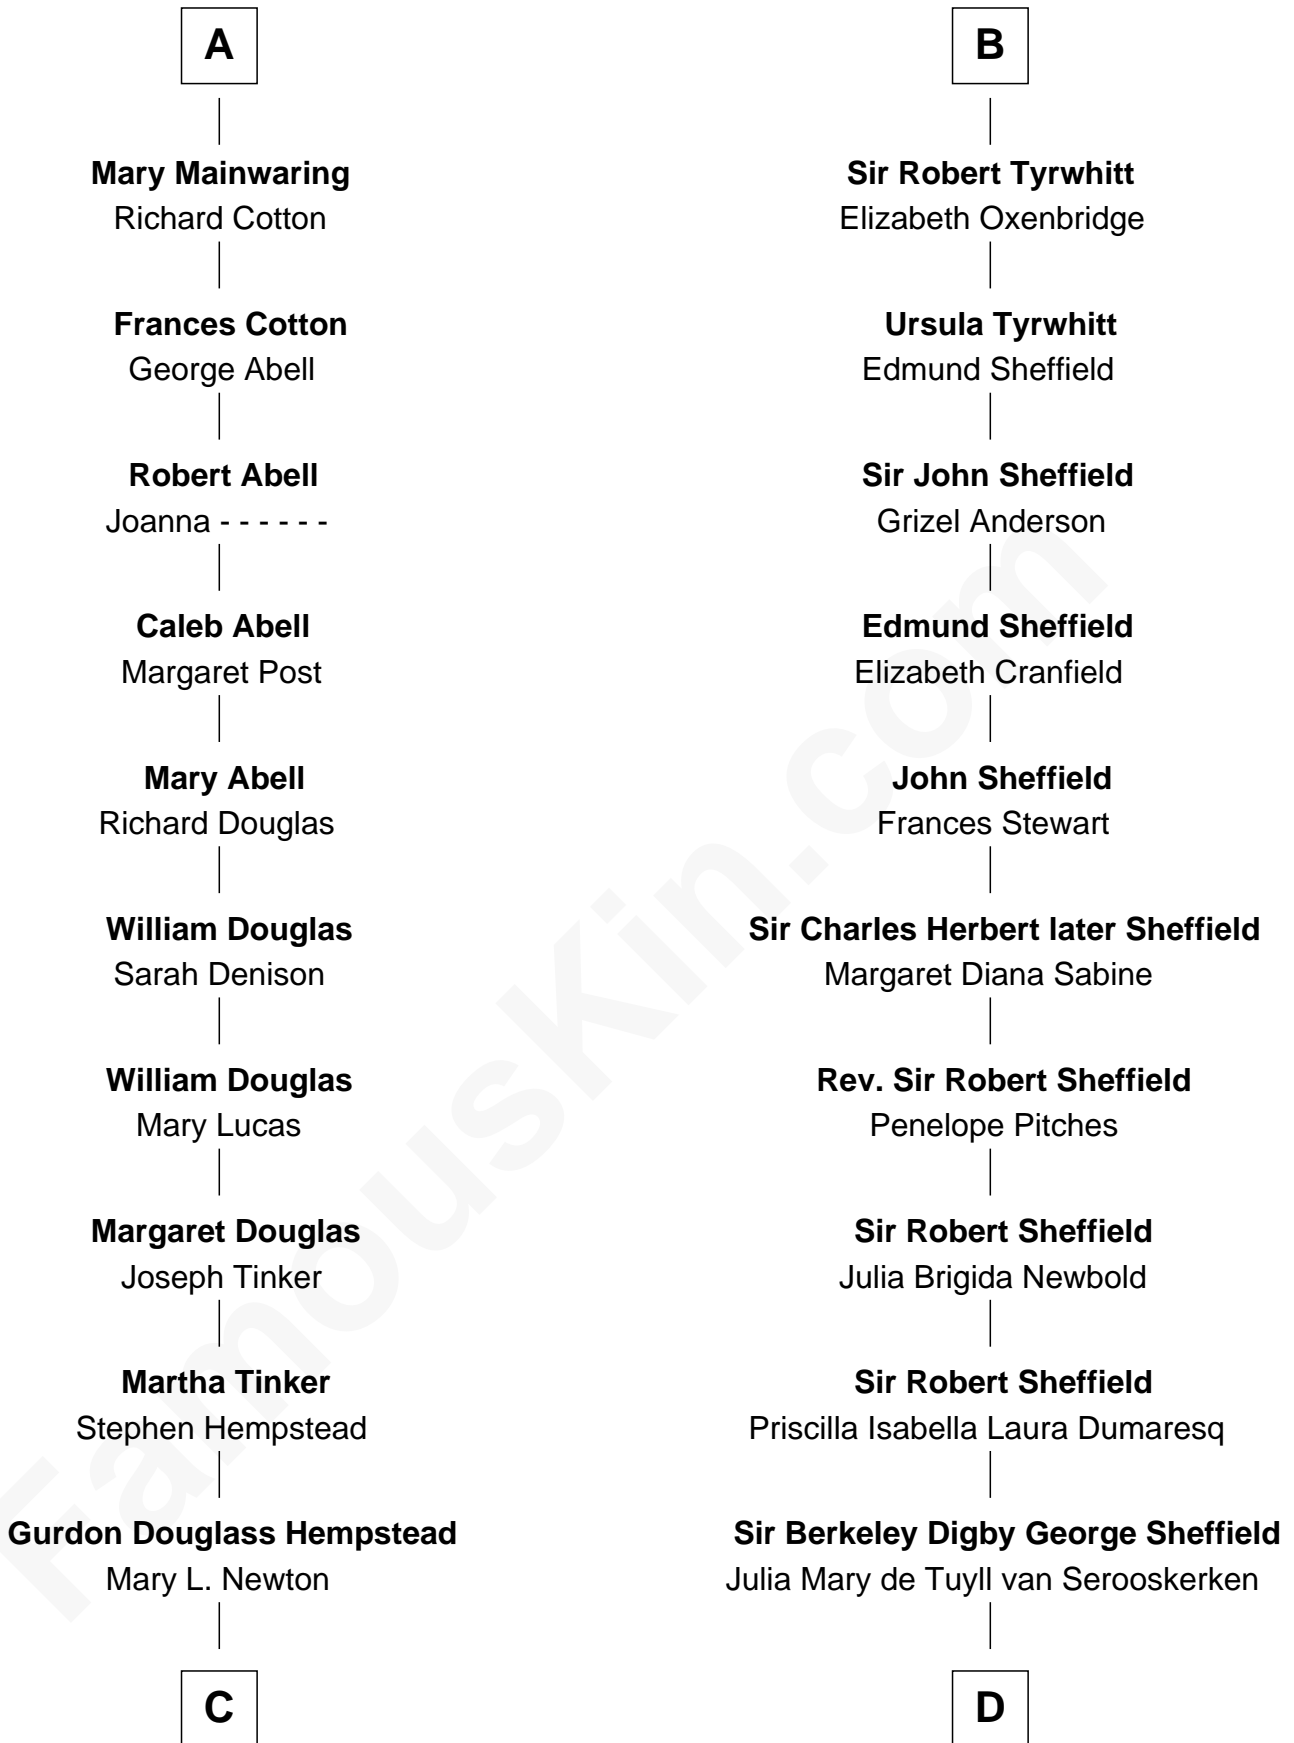 A
Mary Mainwaring
Richard Cotton
Frances Cotton
George Abell
Robert Abell
Joanna - - - - - -
Caleb Abell
Margaret Post
Mary Abell
Richard Douglas
William Douglas
Sarah Denison
William Douglas
Mary Lucas
Margaret Douglas
Joseph Tinker
Martha Tinker
Stephen Hempstead
Gurdon Douglass Hempstead
Mary L. Newton
C
B
Sir Robert Tyrwhitt
Elizabeth Oxenbridge
Ursula Tyrwhitt
Edmund Sheffield
Sir John Sheffield
Grizel Anderson
Edmund Sheffield
Elizabeth Cranfield
John Sheffield
Frances Stewart
Sir Charles Herbert later Sheffield
Margaret Diana Sabine
Rev. Sir Robert Sheffield
Penelope Pitches
Sir Robert Sheffield
Julia Brigida Newbold
Sir Robert Sheffield
Priscilla Isabella Laura Dumaresq
Sir Berkeley Digby George Sheffield
Julia Mary de Tuyll van Serooskerken
D
FamousKin.com